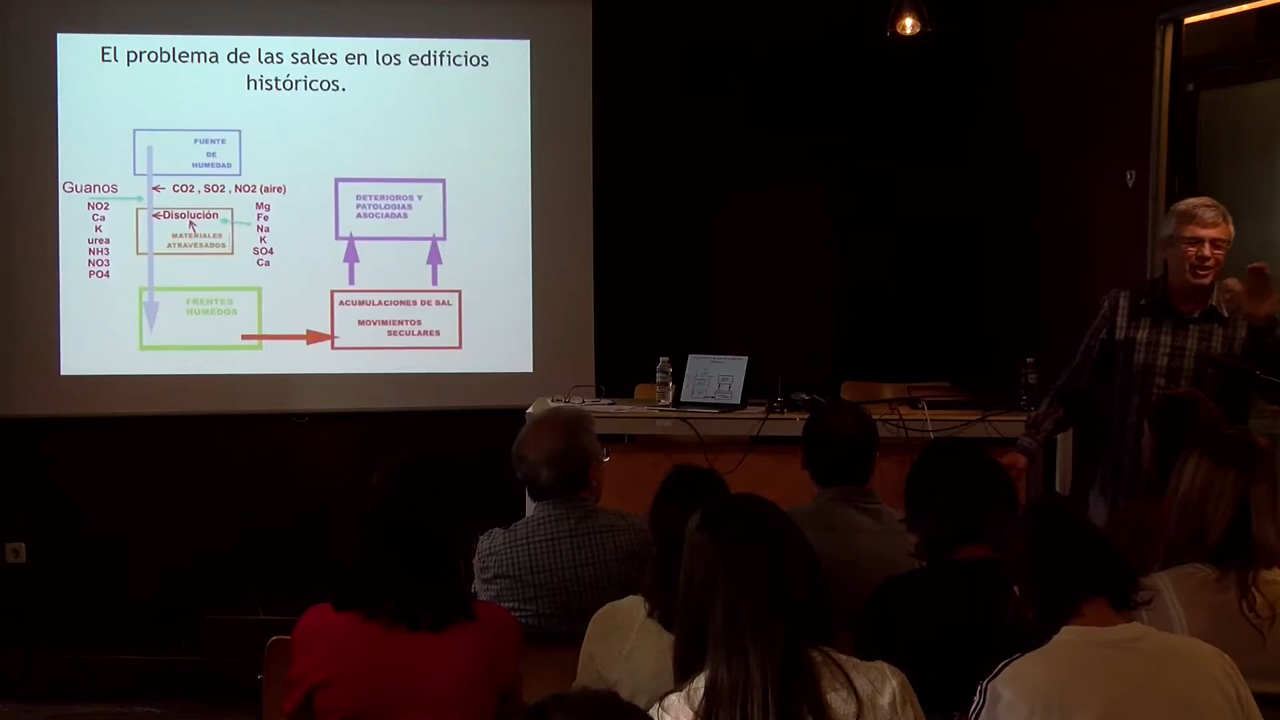 El problema de las sales en los edificios
históricos.
FUENTE
DE
HUMEDAD
Guanos
NO2
Ca
K
urea
NH3
NO3
PO4
CO2 , SO2 , NO2 (aire)
Disolución
MATERIALES
ATRAVESADOS
Mg
Fe
Na
K
SO4
Ca
FRENTES
HÚMEDOS
DETERIOROS Y
PATOLOGIAS
ASOCIADAS
ACUMULACIONES DE SAL
MOVIMIENTOS
SECULARES